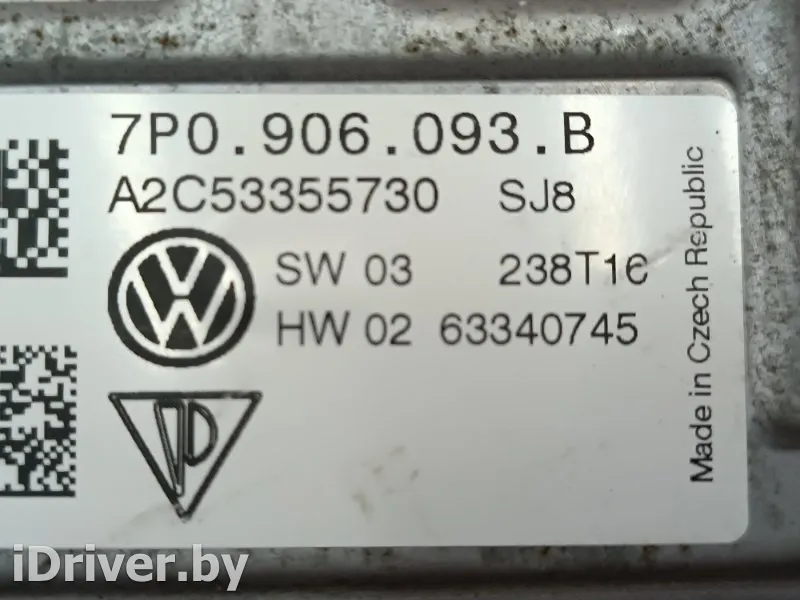 7P0.906.093.B
A2C53355730 SJ8
SW 03 238T16
HW 02 63340745
Made in Czech Republic
iDriver.by